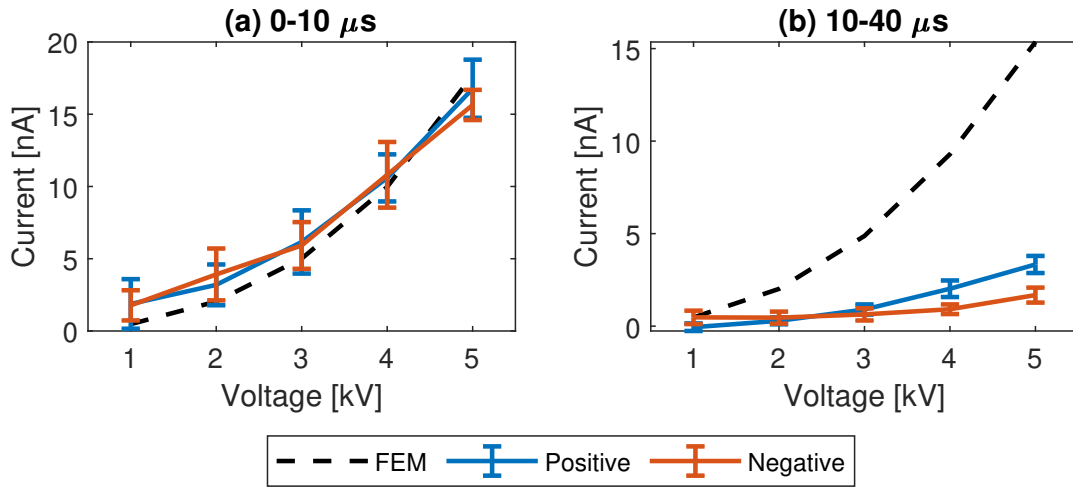 (a) 0-10 μs
20
15
10
5
0
1 2 3 4 5
Current [nA]
Voltage [kV]
(b) 10-40 μs
15
10
5
0
1 2 3 4 5
Current [nA]
Voltage [kV]
FEM Positive Negative